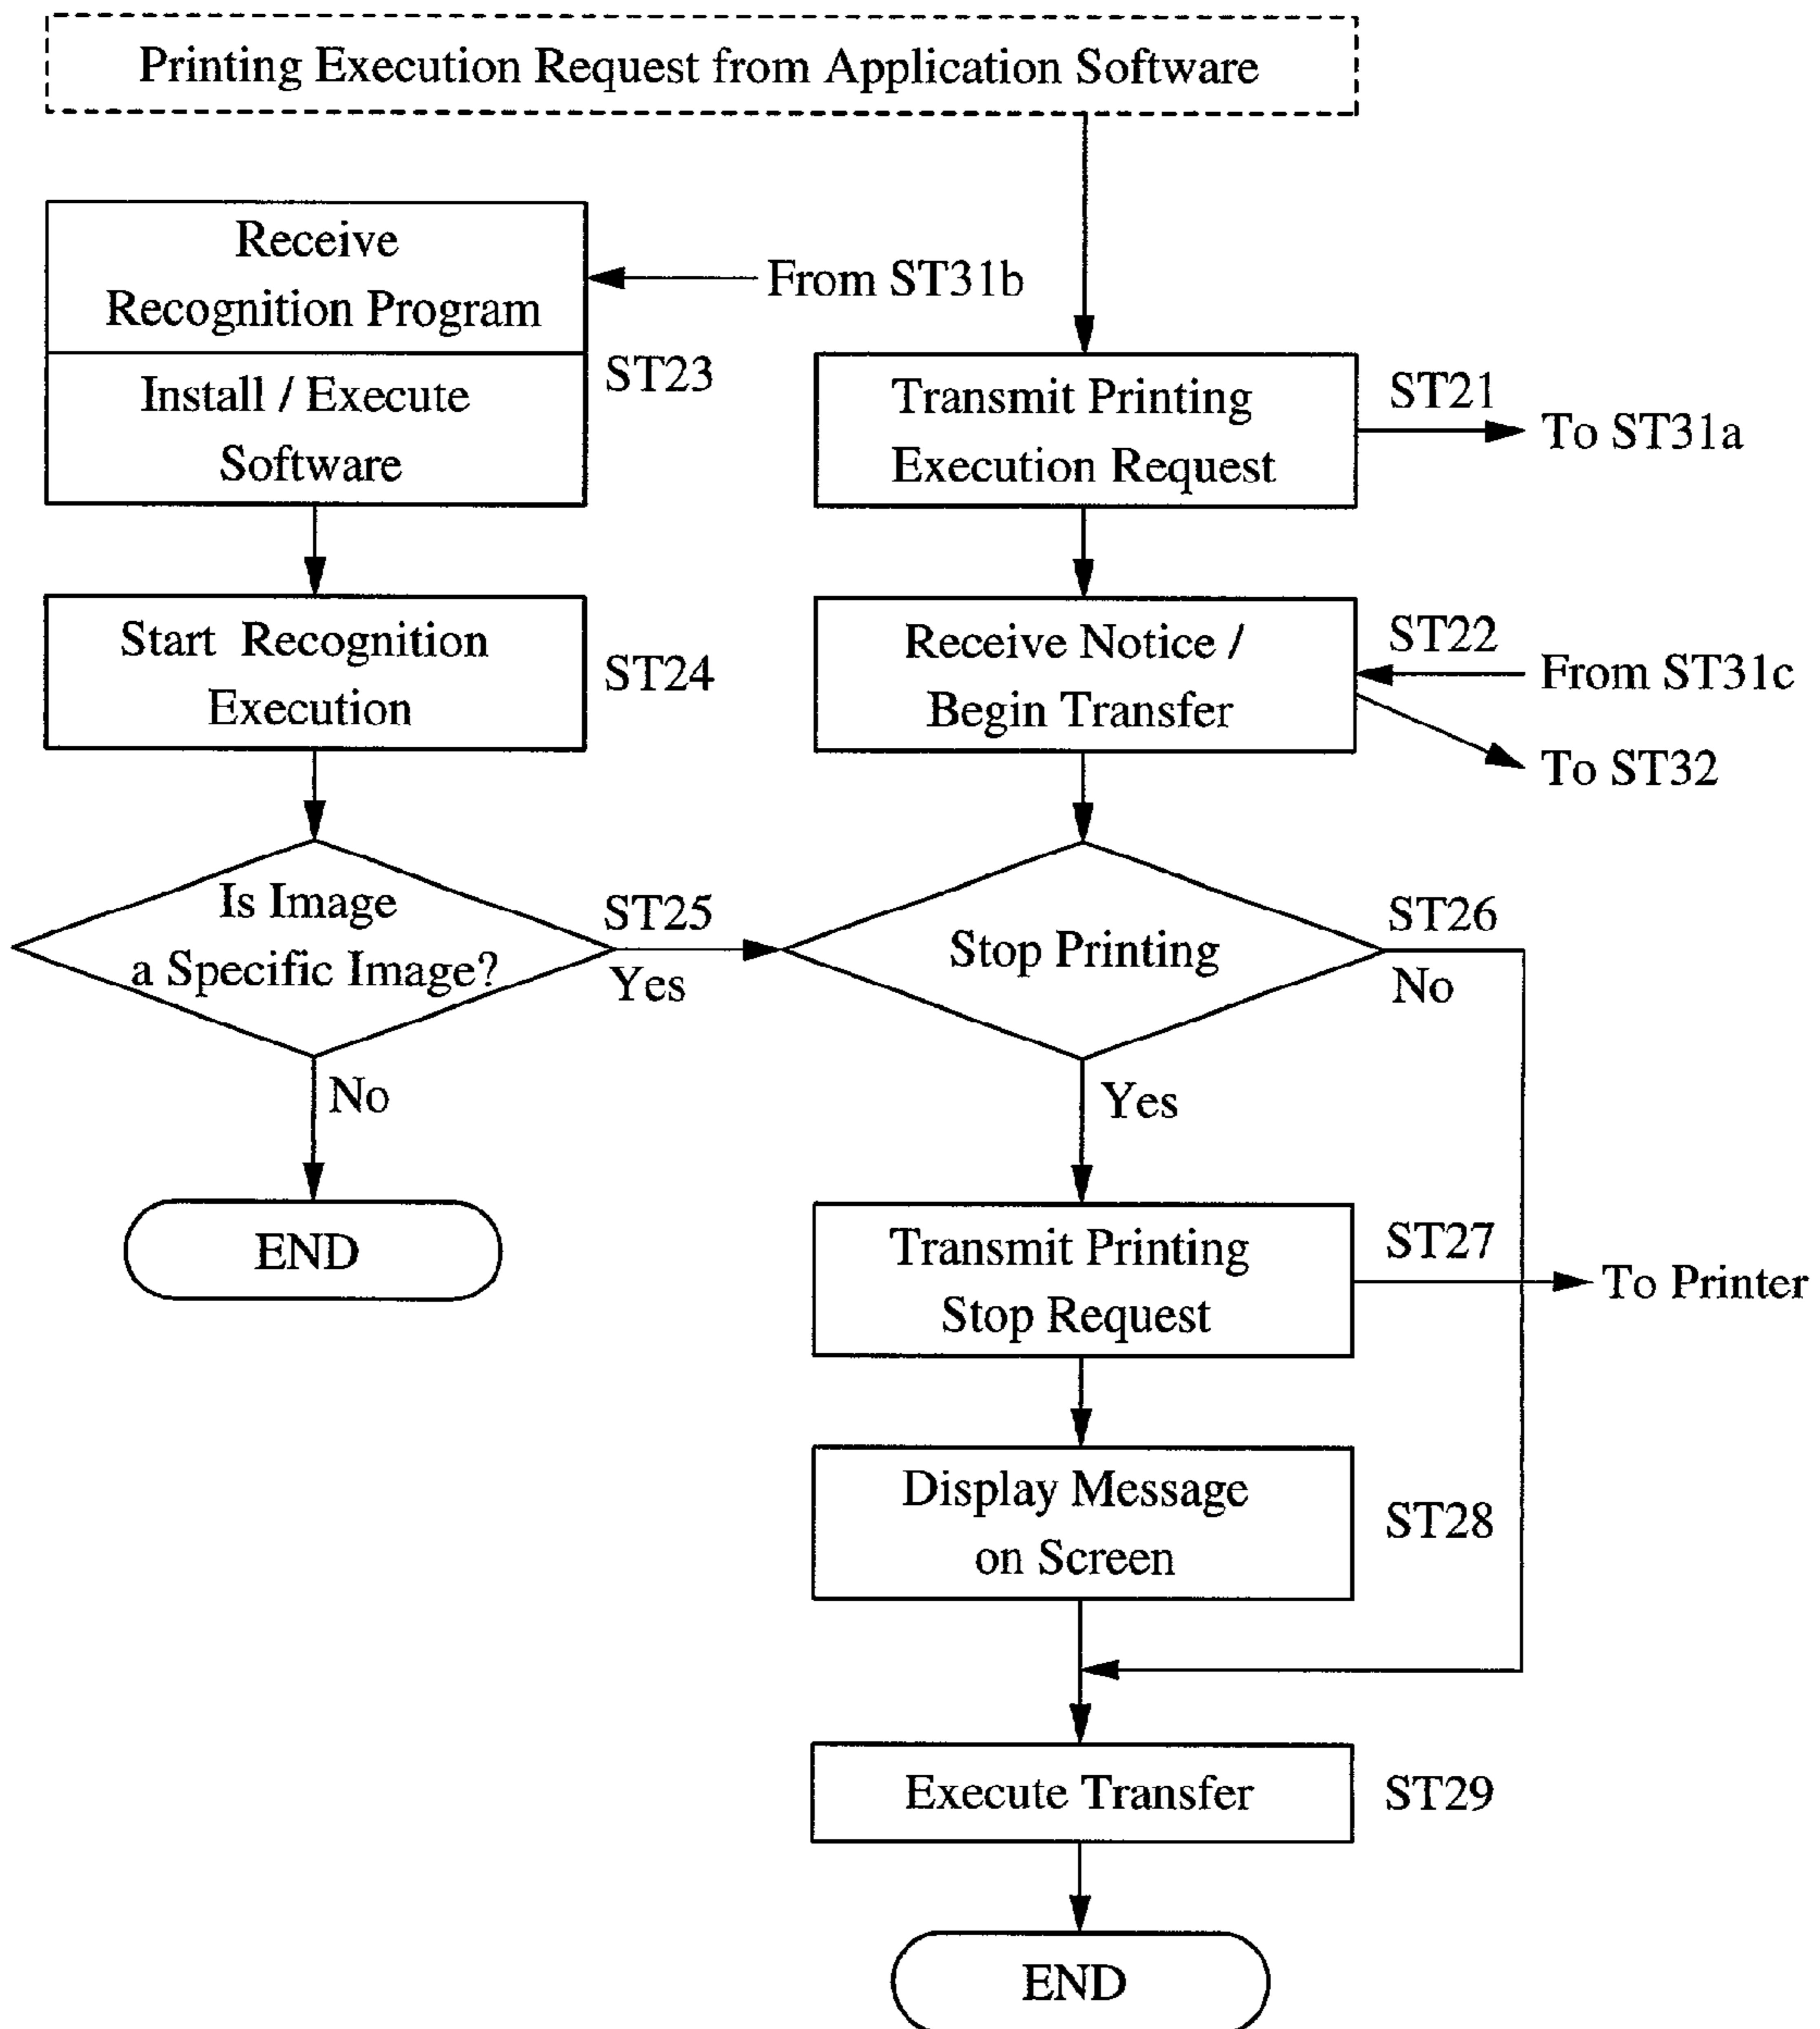 Printing Execution Request from Application Software
Receive
Recognition Program
From ST31b
Install / Execute
Software
ST23
Transmit Printing
Execution Request
ST21
To ST31a
Start Recognition
Execution
ST24
Receive Notice /
Begin Transfer
ST22
From ST31c
To ST32
Is Image
a Specific Image?
ST25
Yes
No
END
Stop Printing
ST26
No
Yes
Transmit Printing
Stop Request
ST27
To Printer
Display Message
on Screen
ST28
Execute Transfer
ST29
END